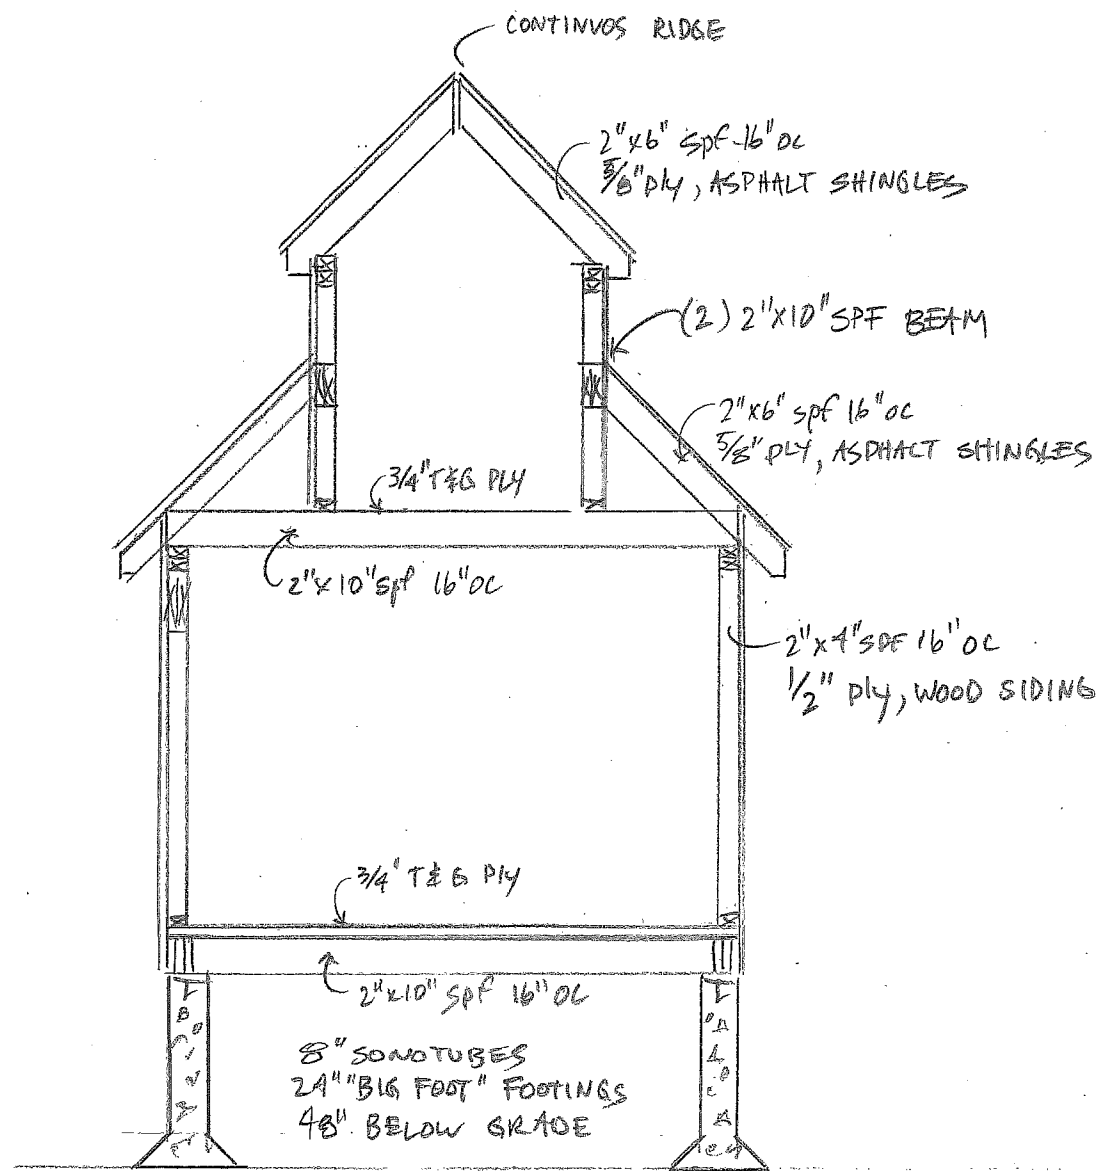 CONTINUOS RIDGE
2"x6" spf-16"oc
5/8" ply, ASPHALT SHINGLES
(2) 2"x10" SPF BEAM
2"x6" spf 16"oc
5/8" PLY, ASPHALT SHINGLES
3/4" T&G PLY
2"x10" spf 16"OC
2"x4" SPF 16"OC
1/2" ply, WOOD SIDING
3/4' T&G PlY
2"x10" spf 16"OC
8" SONOTUBES
24" "BIG FOOT" FOOTINGS
48" BELOW GRADE